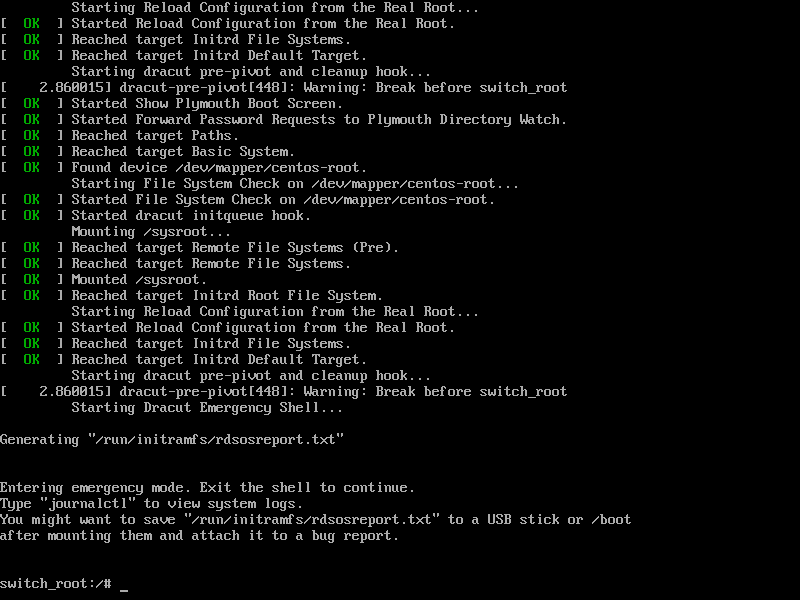 Starting Reload Configuration from the Real Root...
[  OK  ] Started Reload Configuration from the Real Root.
[  OK  ] Reached target Initrd File Systems.
[  OK  ] Reached target Initrd Default Target.
Starting dracut pre-pivot and cleanup hook...
[    2.860015] dracut-pre-pivot[448]: Warning: Break before switch_root
[  OK  ] Started Show Plymouth Boot Screen.
[  OK  ] Started Forward Password Requests to Plymouth Directory Watch.
[  OK  ] Reached target Paths.
[  OK  ] Reached target Basic System.
[  OK  ] Found device /dev/mapper/centos-root.
Starting File System Check on /dev/mapper/centos-root...
[  OK  ] Started File System Check on /dev/mapper/centos-root.
[  OK  ] Started dracut initqueue hook.
Mounting /sysroot...
[  OK  ] Reached target Remote File Systems (Pre).
[  OK  ] Reached target Remote File Systems.
[  OK  ] Mounted /sysroot.
[  OK  ] Reached target Initrd Root File System.
Starting Reload Configuration from the Real Root...
[  OK  ] Started Reload Configuration from the Real Root.
[  OK  ] Reached target Initrd File Systems.
[  OK  ] Reached target Initrd Default Target.
Starting dracut pre-pivot and cleanup hook...
[    2.860015] dracut-pre-pivot[448]: Warning: Break before switch_root
Starting Dracut Emergency Shell...
Generating "/run/initramfs/rdsosreport.txt"
Entering emergency mode. Exit the shell to continue.
Type "journalctl" to view system logs.
You might want to save "/run/initramfs/rdsosreport.txt" to a USB stick or /boot
after mounting them and attach it to a bug report.
switch_root:/# _